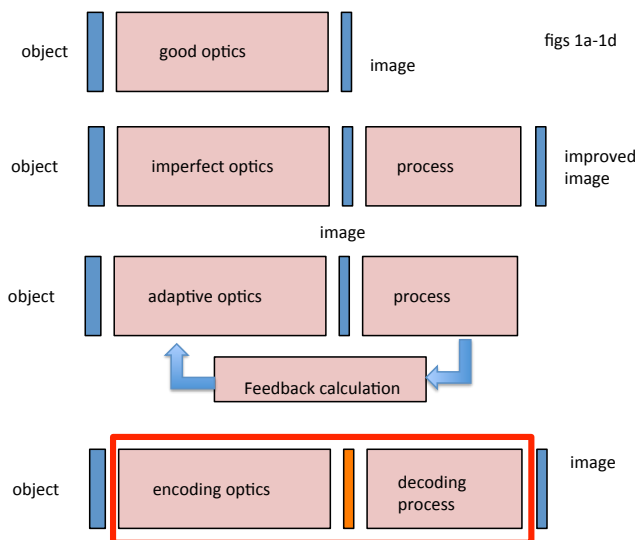 figs 1a-1d
object
good optics
image
object
imperfect optics
process
improved
image
image
object
adaptive optics
process
Feedback calculation
object
encoding optics
decoding
process
image